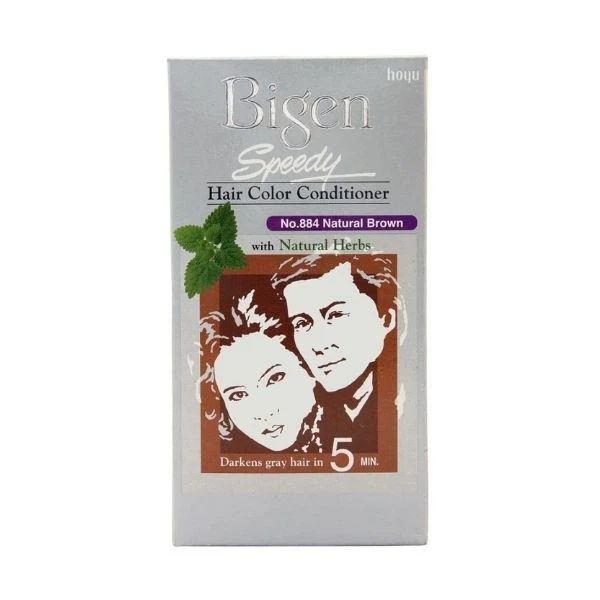 hoyu
Bigen
Speedy
Hair Color Conditioner
No.884 Natural Brown
with Natural Herbs
Darkens gray hair in 5 MIN.